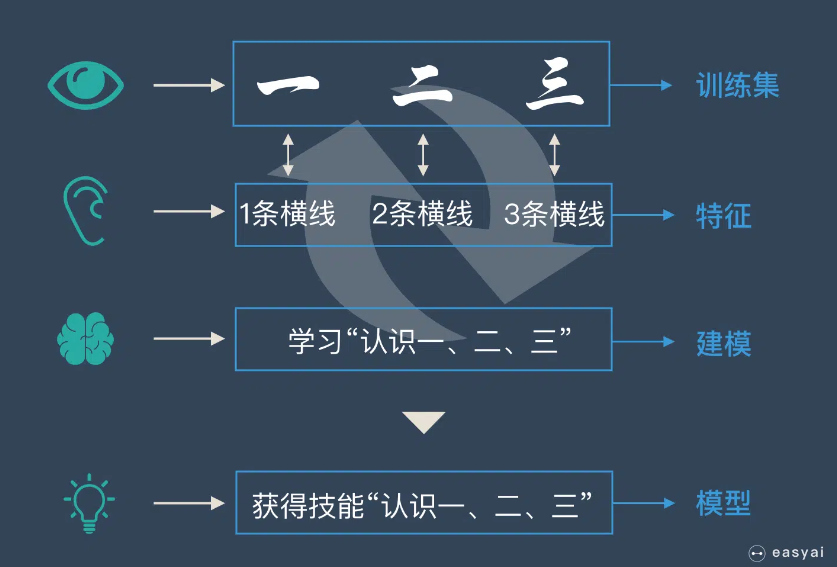 一 二 三 训练集
1条横线 2条横线 3条横线 特征
学习“认识一、二、三” 建模
获得技能“认识一、二、三” 模型
easyai